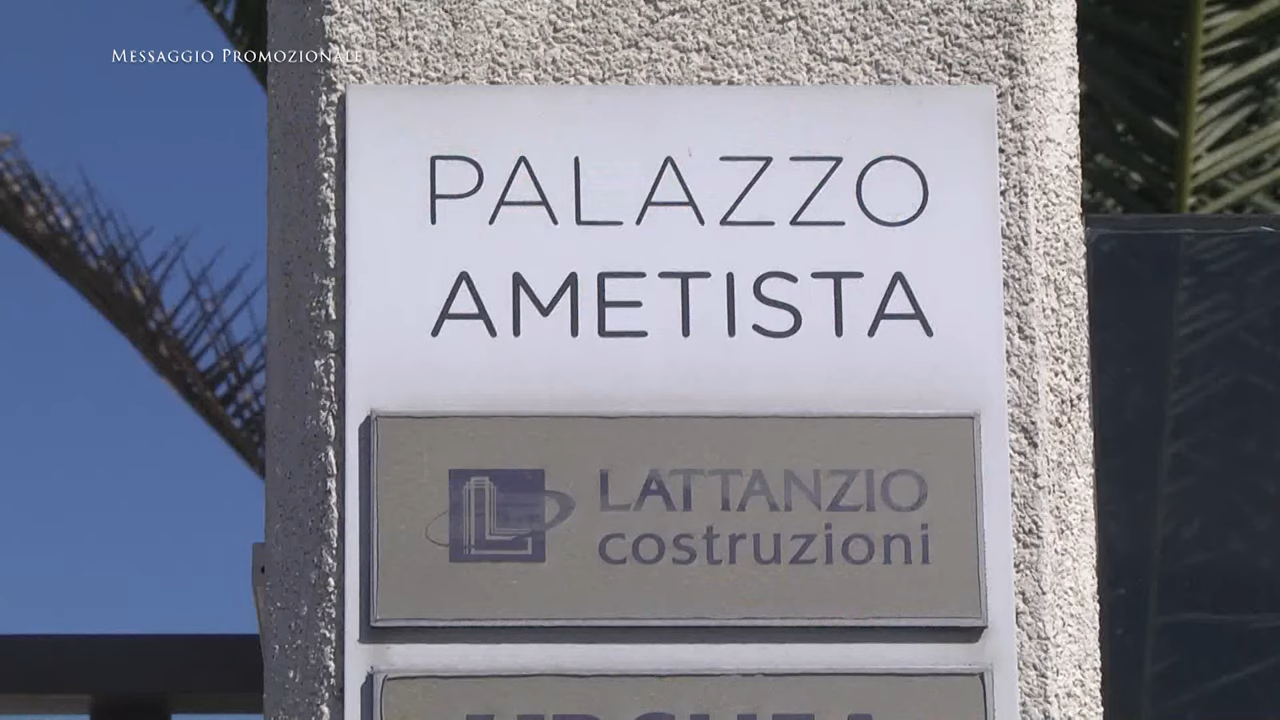 Messaggio Promozionale
PALAZZO
AMETISTA
LATTANZIO
costruzioni